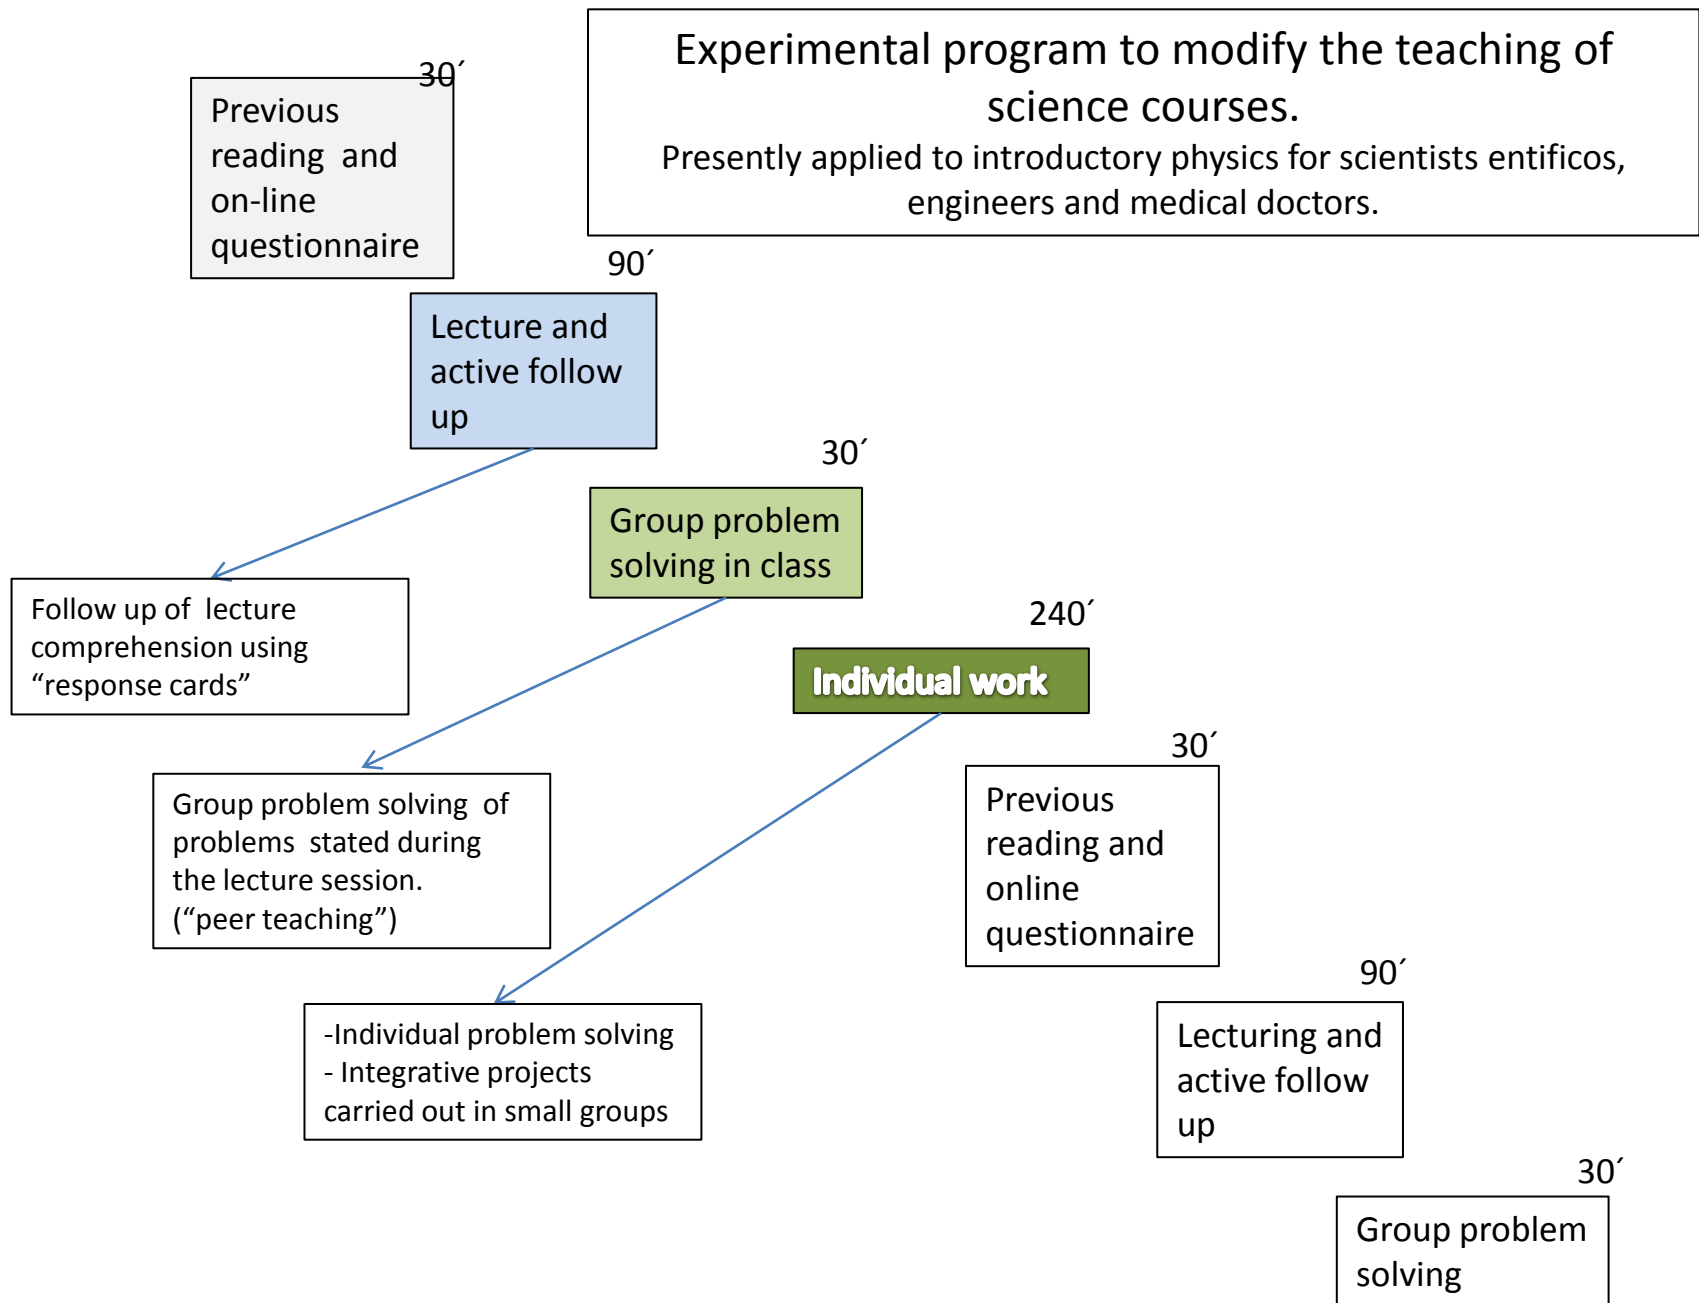 Experimental program to modify the teaching of
science courses.
Presently applied to introductory physics for scientists entificos,
engineers and medical doctors.
30´
Previous
reading and
on-line
questionnaire
90´
Lecture and
active follow
up
30´
Group problem
solving in class
240´
Individual work
Follow up of lecture
comprehension using
“response cards”
Group problem solving of
problems stated during
the lecture session.
(“peer teaching”)
-Individual problem solving
- Integrative projects
carried out in small groups
30´
Previous
reading and
online
questionnaire
90´
Lecturing and
active follow
up
30´
Group problem
solving